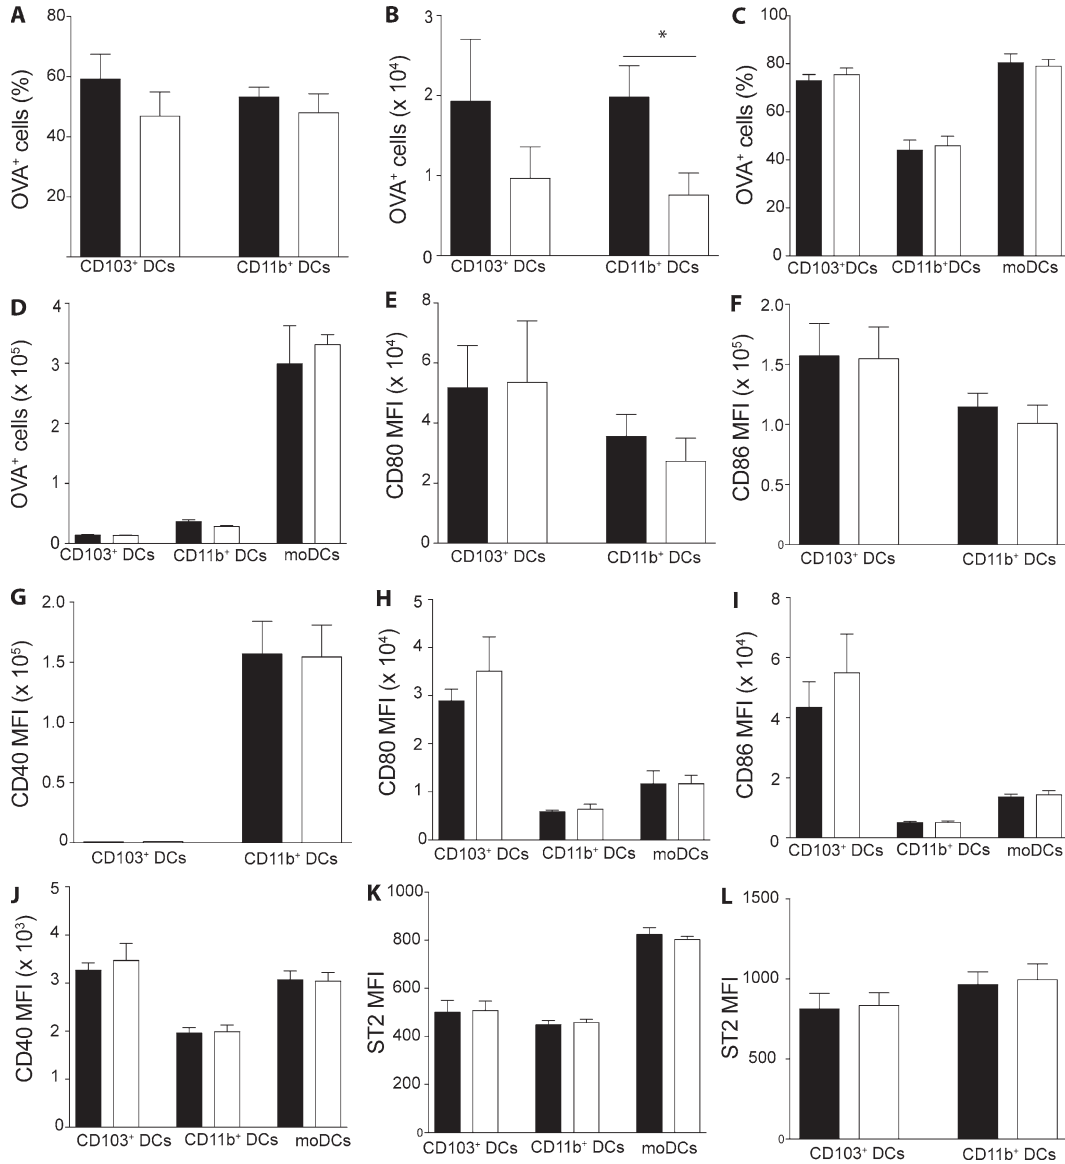 A
OVA⁺ cells (%)
80
60
40
20
CD103⁺ DCs
CD11b⁺ DCs
B
OVA⁺ cells (x 10⁴)
3
2
1
0
*
CD103⁺ DCs
CD11b⁺ DCs
C
OVA⁺ cells (%)
100
80
60
40
20
0
CD103⁺DCs
CD11b⁺DCs
moDCs
D
OVA⁺ cells (x 10⁵)
4
3
2
1
0
CD103⁺ DCs
CD11b⁺ DCs
moDCs
E
CD80 MFI (x 10⁴)
8
6
4
2
0
CD103⁺ DCs
CD11b⁺ DCs
F
CD86 MFI (x 10⁵)
2.0
1.5
1.0
0.5
0
CD103⁺ DCs
CD11b⁺ DCs
G
CD40 MFI (x 10⁵)
2.0
1.5
1.0
0.5
0
CD103⁺ DCs
CD11b⁺ DCs
H
CD80 MFI (x 10⁴)
5
4
3
2
1
0
CD103⁺ DCs
CD11b⁺ DCs
moDCs
I
CD86 MFI (x 10⁴)
8
6
4
2
0
CD103⁺ DCs
CD11b⁺ DCs
moDCs
J
CD40 MFI (x 10³)
5
4
3
2
1
0
CD103⁺ DCs
CD11b⁺ DCs
moDCs
K
ST2 MFI
1000
800
600
400
200
0
CD103⁺ DCs
CD11b⁺ DCs
moDCs
L
ST2 MFI
1500
1000
500
0
CD103⁺ DCs
CD11b⁺ DCs